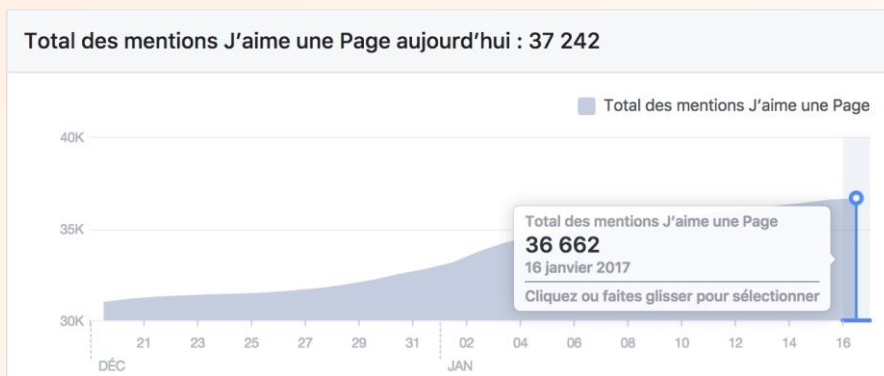 Total des mentions J’aime une Page aujourd’hui : 37 242
Total des mentions J’aime une Page
40K
35K
30K
Total des mentions J’aime une Page
36 662
16 janvier 2017
Cliquez ou faites glisser pour sélectionner
21 23 25 27 29 31 02 04 06 08 10 12 14 16
DÉC JAN